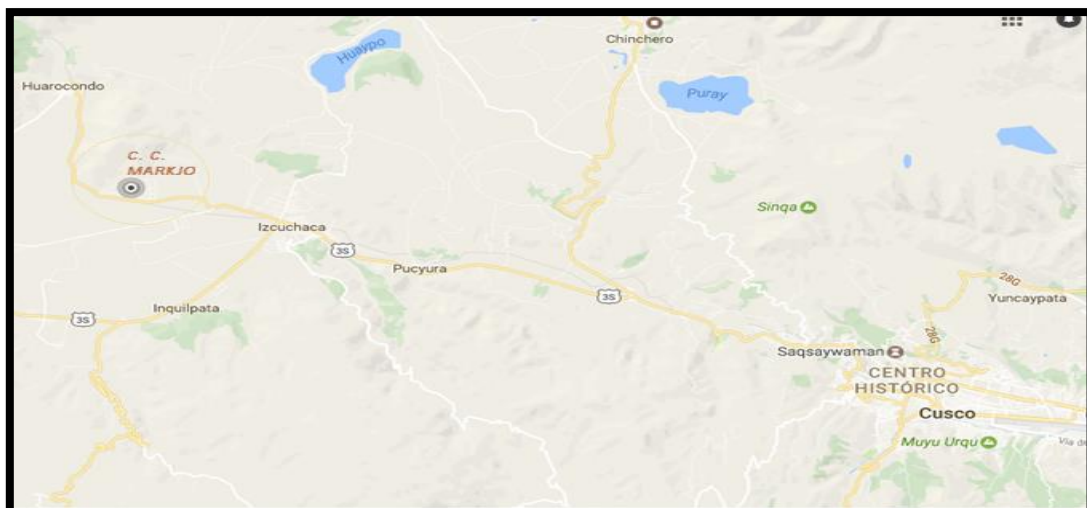 Chinchero
Huaypo
Huarocondo
Puray
C. C.
MARKJO
Sinqa
Izcuchaca
3S
Pucyura
28G
Inquilpata
3S
3S
Yuncaypata
28G
Saqsaywaman
CENTRO
HISTÓRICO
Cusco
Muyu Urqu
Via de